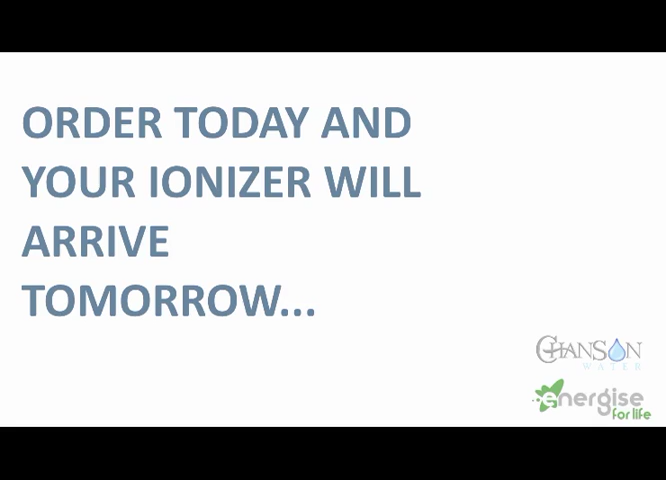 ORDER TODAY AND
YOUR IONIZER WILL
ARRIVE
TOMORROW...
CHANSON
WATER
energise
for life